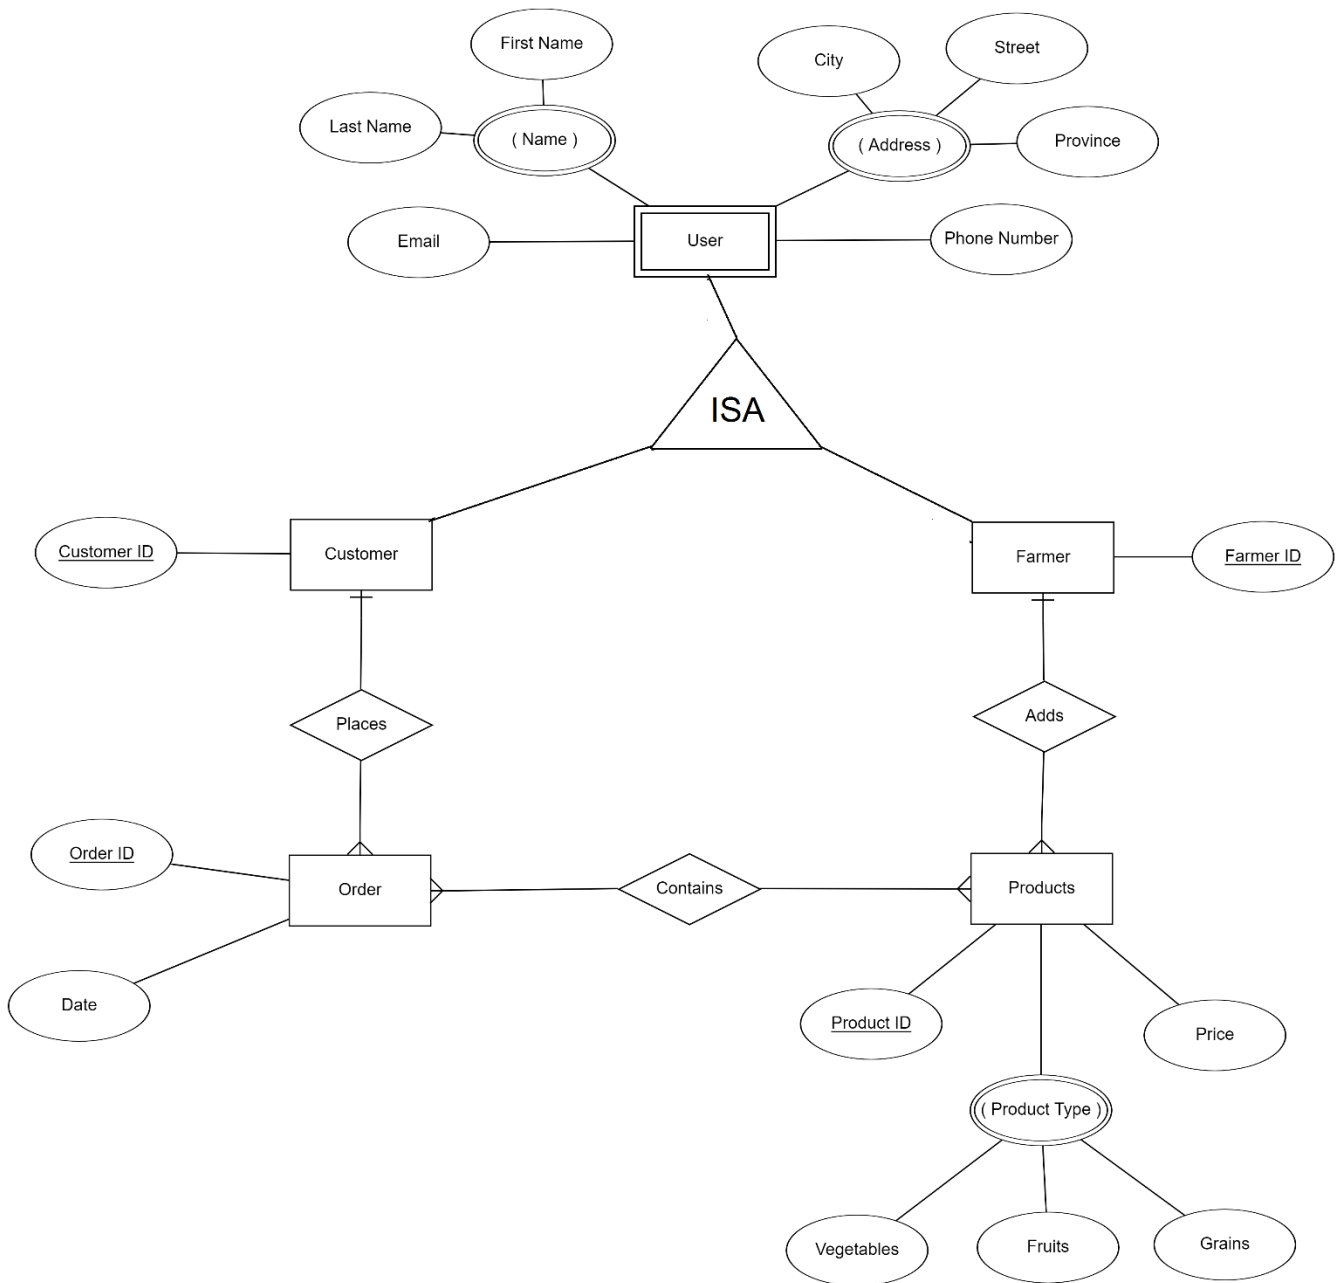 First Name
City
Street
Last Name
( Name )
( Address )
Province
Email
User
Phone Number
ISA
Customer ID
Customer
Farmer
Farmer ID
Places
Adds
Order ID
Order
Contains
Products
Date
Product ID
Price
( Product Type )
Vegetables
Fruits
Grains